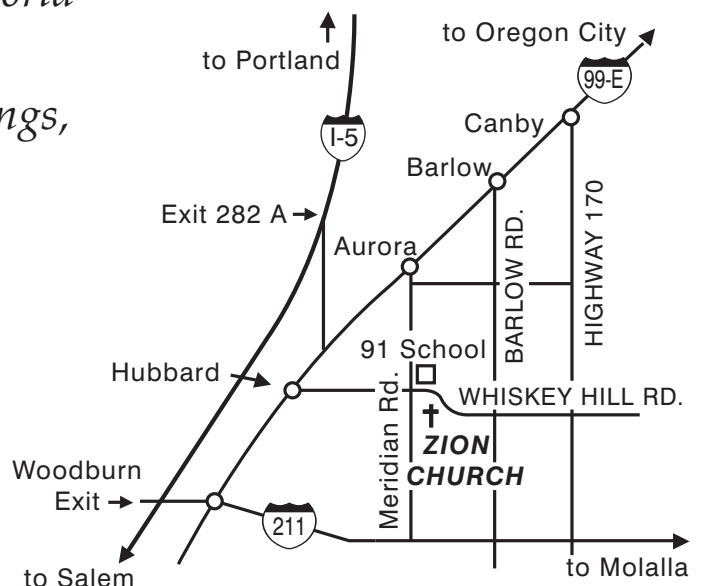 to Oregon City
to Portland
99-E
ngs,
Canby
I-5
Barlow
Exit 282 A
HIGHWAY 170
BARLOW RD.
Aurora
91 School
Hubbard
WHISKEY HILL RD.
Meridian Rd.
ZION
CHURCH
Woodburn
Exit
211
to Molalla
to Salem